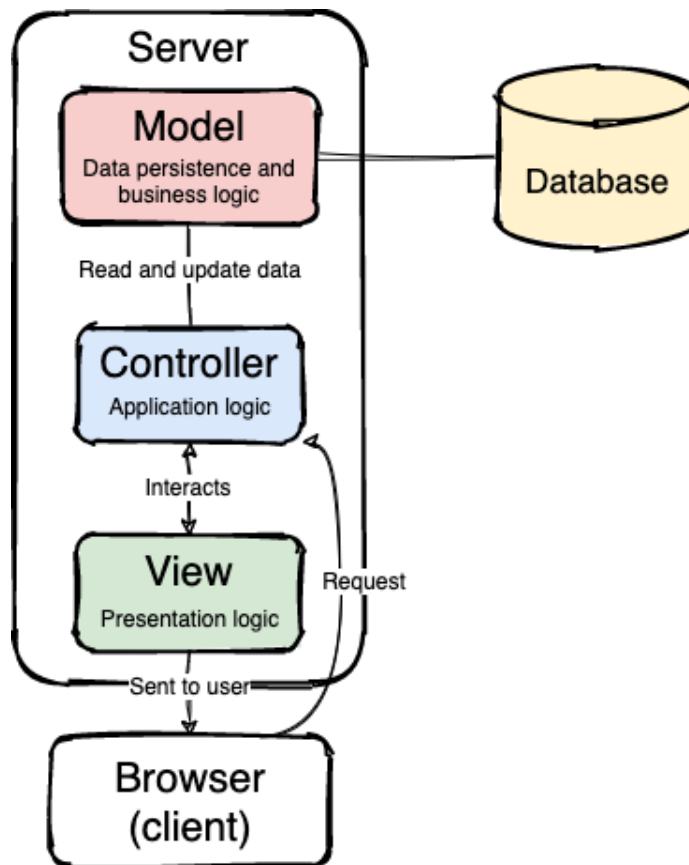 Server
Model
Data persistence and
business logic
Database
Read and update data
Controller
Application logic
Interacts
View
Presentation logic
Request
Sent to user
Browser
(client)